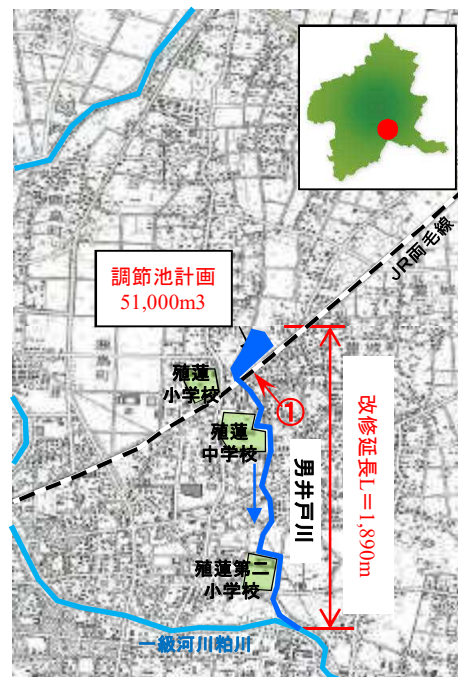 JR両毛線
調節池計画
51,000m3
殖蓮
小学校
①
殖蓮
中学校
改修延長L=1,890m
男井戸川
殖蓮第二
小学校
一級河川粕川